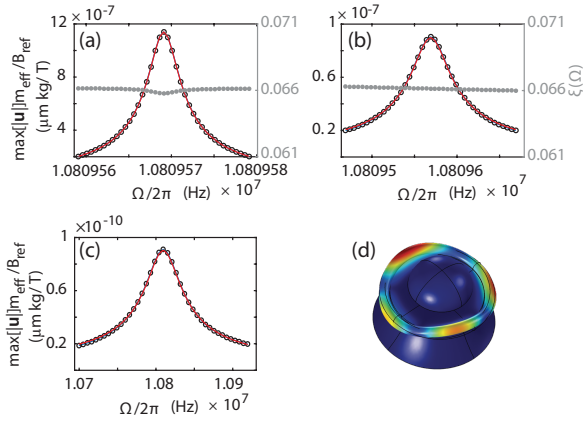 12 ×10⁻⁷
(a)
0.071
8
0.066
4
0.061
max[|u|]m_eff/B_ref
(μm kg/T)
1.080956 1.080957 1.080958
Ω/2π (Hz) × 10⁷
1 ×10⁻⁷
(b)
0.071
0.6
0.066
0.2
0.061
ξ(Ω)
1.08095 1.08096 7
Ω/2π (Hz) × 10
1 ×10⁻¹⁰
(c)
0.6
0.2
max[|u|]m_eff/B_ref
(μm kg/T)
1.07 1.08 1.09
Ω/2π (Hz) × 10⁷
(d)